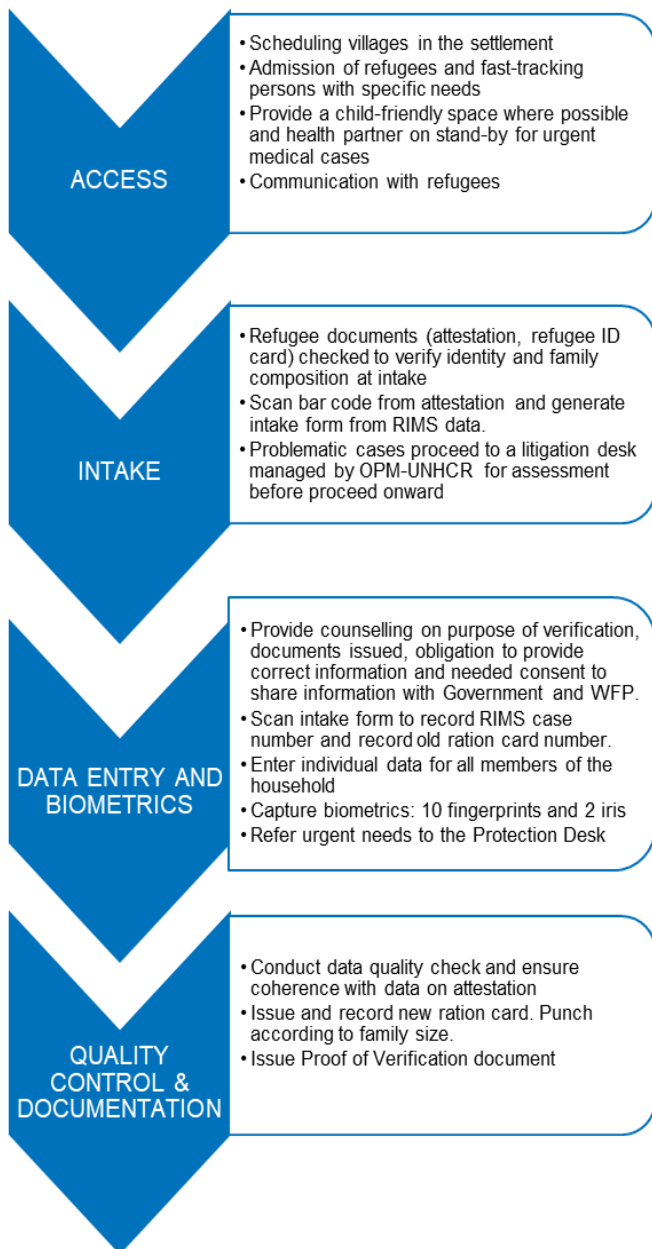 ACCESS
• Scheduling villages in the settlement
• Admission of refugees and fast-tracking
persons with specific needs
• Provide a child-friendly space where possible
and health partner on stand-by for urgent
medical cases
• Communication with refugees
INTAKE
• Refugee documents (attestation, refugee ID
card) checked to verify identity and family
composition at intake
• Scan bar code from attestation and generate
intake form from RIMS data.
• Problematic cases proceed to a litigation desk
managed by OPM-UNHCR for assessment
before proceed onward
DATA ENTRY AND
BIOMETRICS
• Provide counselling on purpose of verification,
documents issued, obligation to provide
correct information and needed consent to
share information with Government and WFP.
• Scan intake form to record RIMS case
number and record old ration card number.
• Enter individual data for all members of the
household
• Capture biometrics: 10 fingerprints and 2 iris
• Refer urgent needs to the Protection Desk
QUALITY
CONTROL &
DOCUMENTATION
• Conduct data quality check and ensure
coherence with data on attestation
• Issue and record new ration card. Punch
according to family size.
• Issue Proof of Verification document